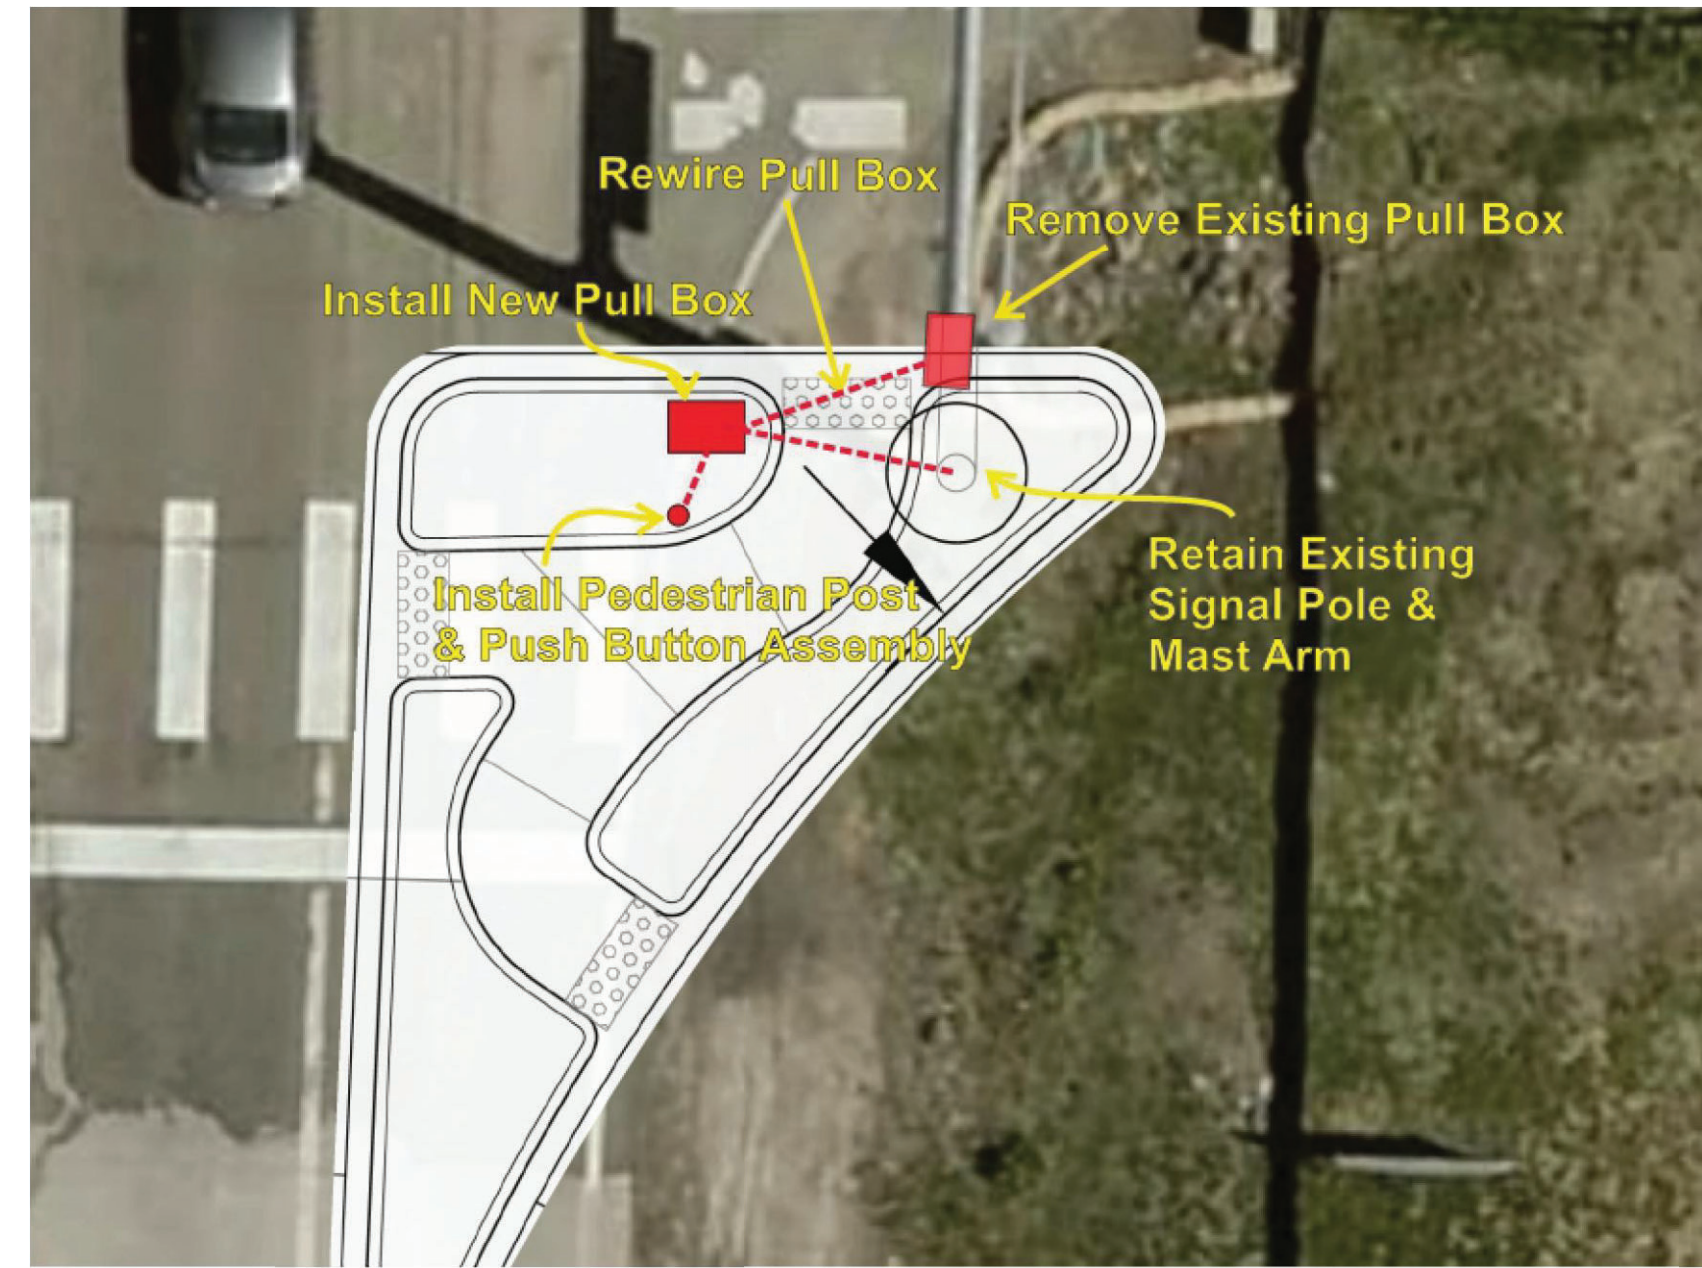 Rewire Pull Box
Remove Existing Pull Box
Install New Pull Box
Retain Existing
Signal Pole &
Mast Arm
Install Pedestrian Post
& Push Button Assembly